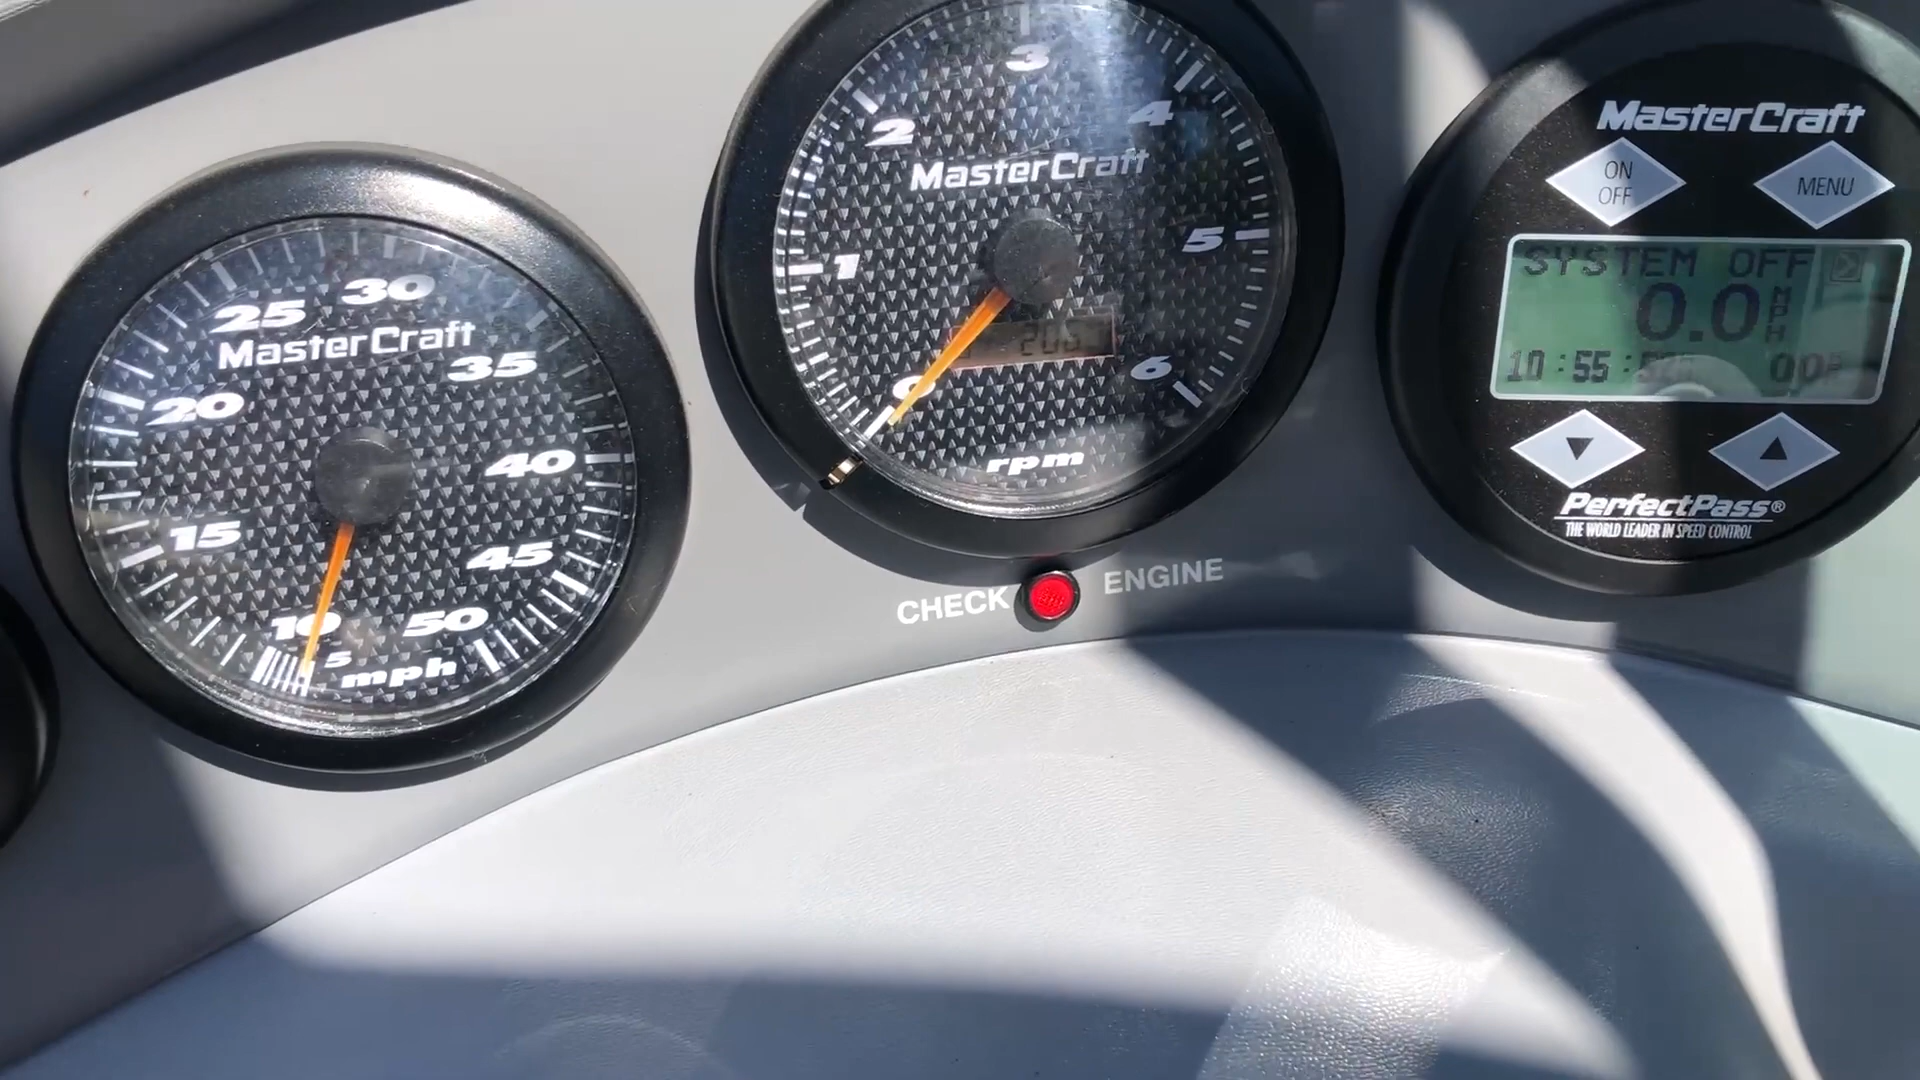 25
30
MasterCraft
35
20
40
15
45
10
50
5
mph
3
2
4
MasterCraft
1
5
0
6
rpm
CHECK
ENGINE
MasterCraft
ON
OFF
MENU
SYSTEM OFF
0.0 MPH
10:55:
PerfectPass®
THE WORLD LEADER IN SPEED CONTROL